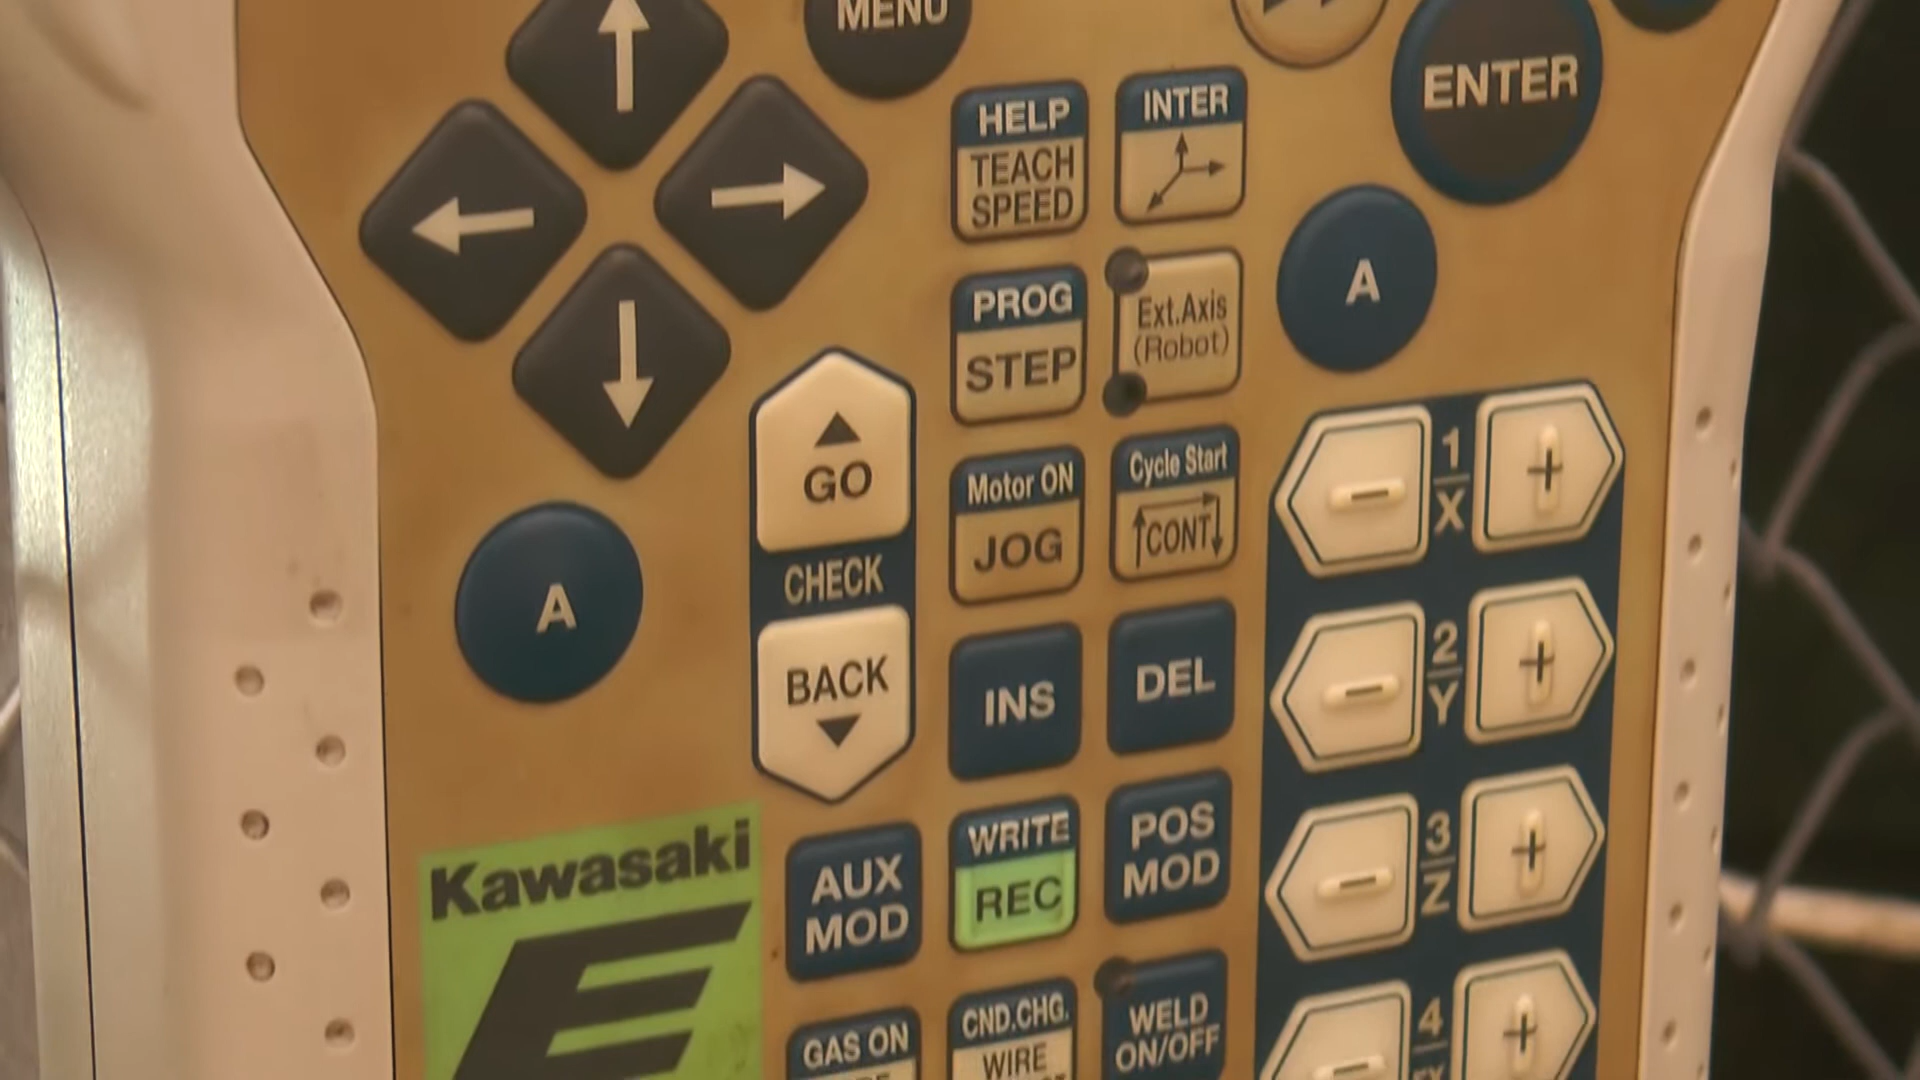 MENU
ENTER
HELP
TEACH
SPEED
INTER
A
PROG
STEP
Ext.Axis
(Robot)
GO
CHECK
BACK
Motor ON
JOG
Cycle Start
CONT
1
X
A
INS
DEL
2
Y
Kawasaki
E
AUX
MOD
WRITE
REC
POS
MOD
3
Z
GAS ON
CND.CHG.
WIRE
WELD
ON/OFF
4